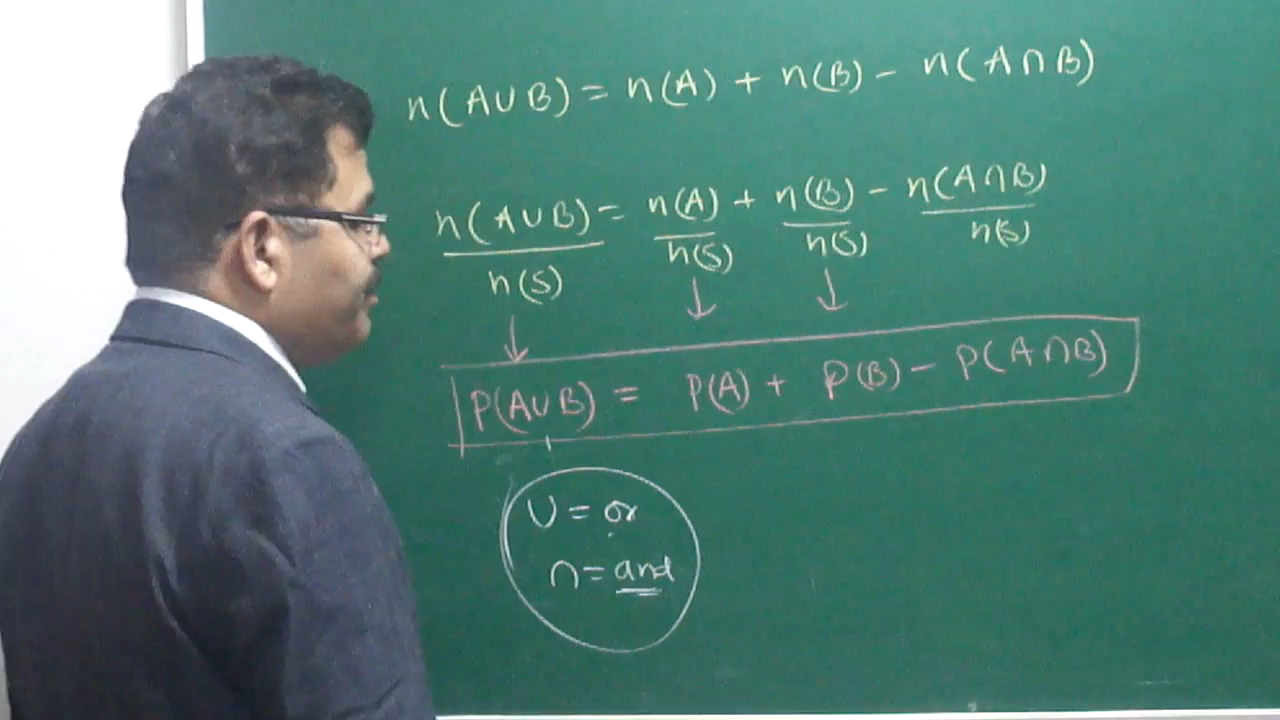 n(A∪B) = n(A) + n(B) - n(A∩B)
n(A∪B) = n(A) + n(B) - n(A∩B)
n(S) n(S) n(S) n(S)
↓ ↓ ↓
P(A∪B) = P(A) + P(B) - P(A∩B)
∪ = or
∩ = and